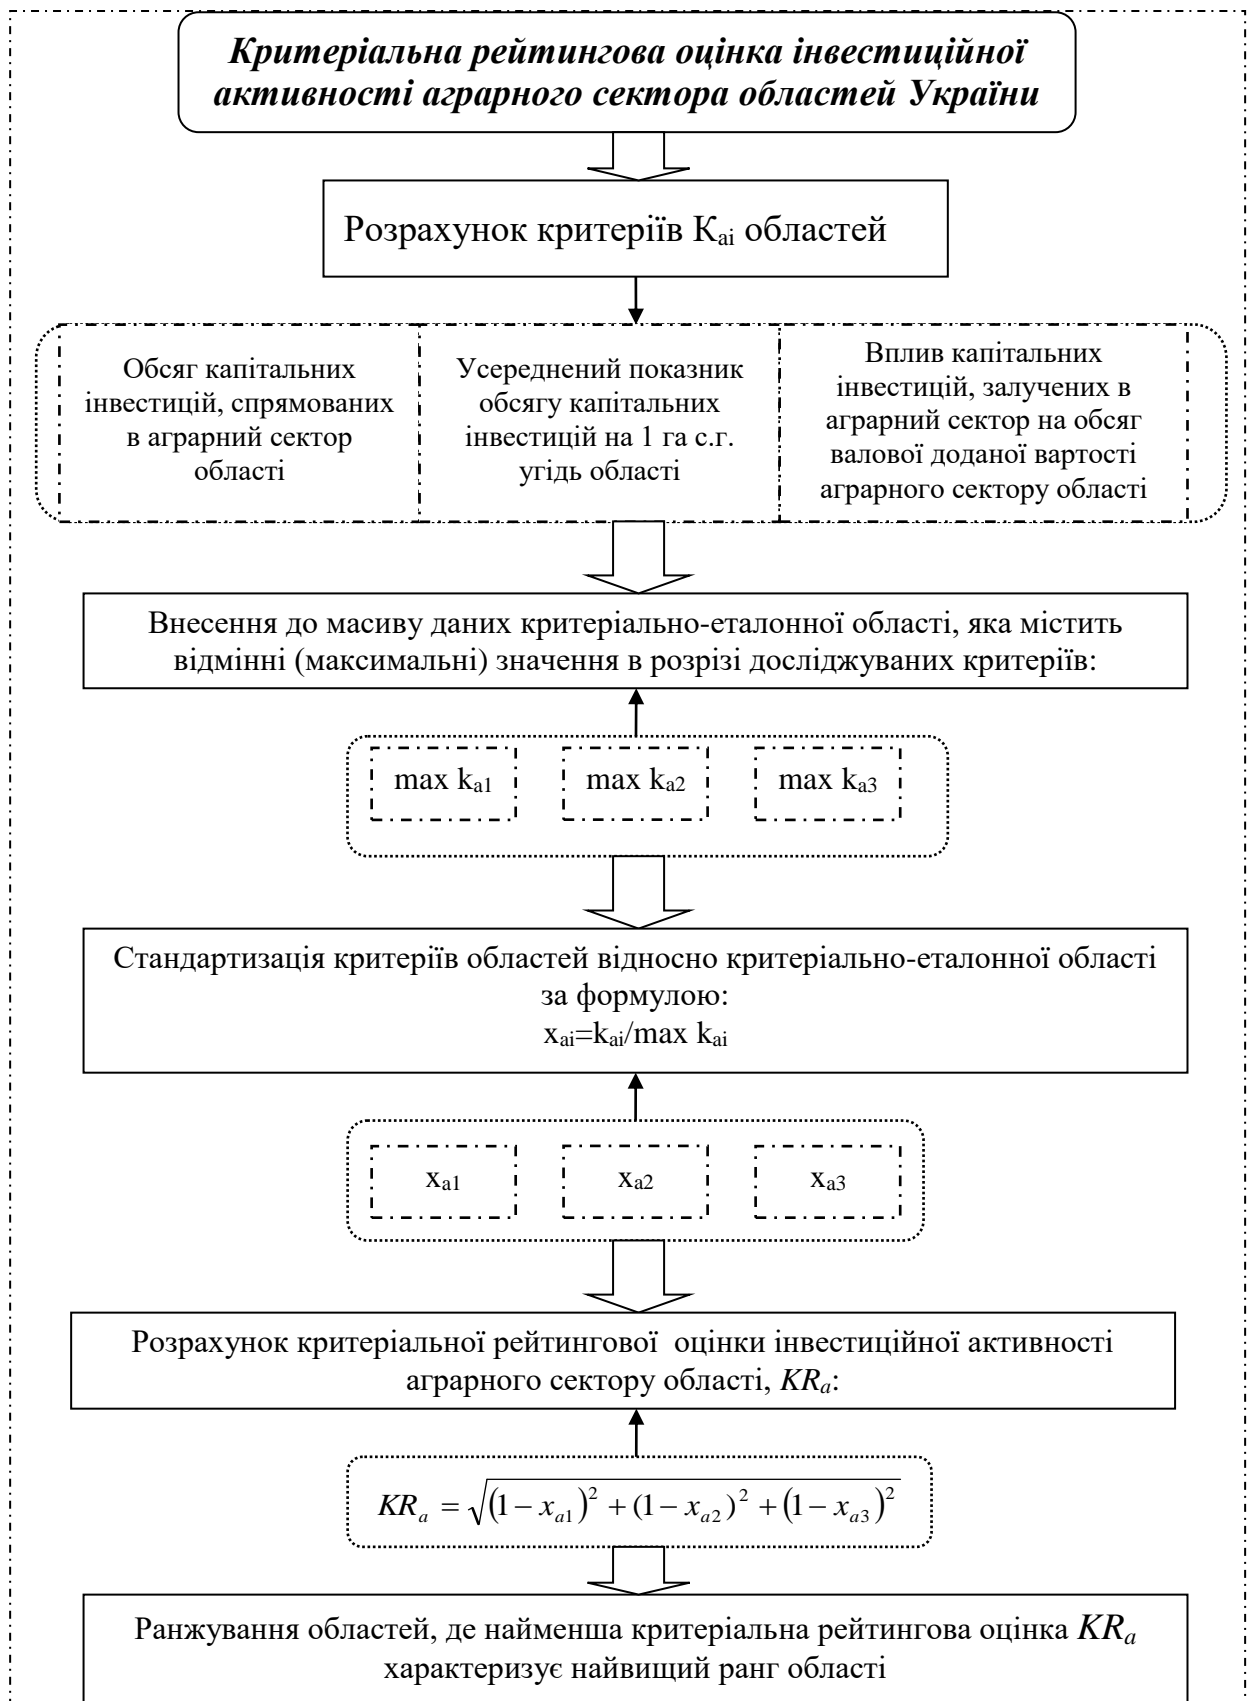 Критеріальна рейтингова оцінка інвестиційної
активності аграрного сектора областей України
Розрахунок критеріїв Kai областей
Обсяг капітальних
інвестицій, спрямованих
в аграрний сектор
області
Усереднений показник
обсягу капітальних
інвестицій на 1 га с.г.
угідь області
Вплив капітальних
інвестицій, залучених в
аграрний сектор на обсяг
валової доданої вартості
аграрного сектору області
Внесення до масиву даних критеріально-еталонної області, яка містить
відмінні (максимальні) значення в розрізі досліджуваних критеріїв:
max ka1 max ka2 max ka3
Стандартизація критеріїв областей відносно критеріально-еталонної області
за формулою:
xai=kai/max kai
xa1 xa2 xa3
Розрахунок критеріальної рейтингової оцінки інвестиційної активності
аграрного сектору області, KRa:
KRa = √(1 − xa1)² + (1 − xa2)² + (1 − xa3)²
Ранжування областей, де найменша критеріальна рейтингова оцінка KRa
характеризує найвищий ранг області